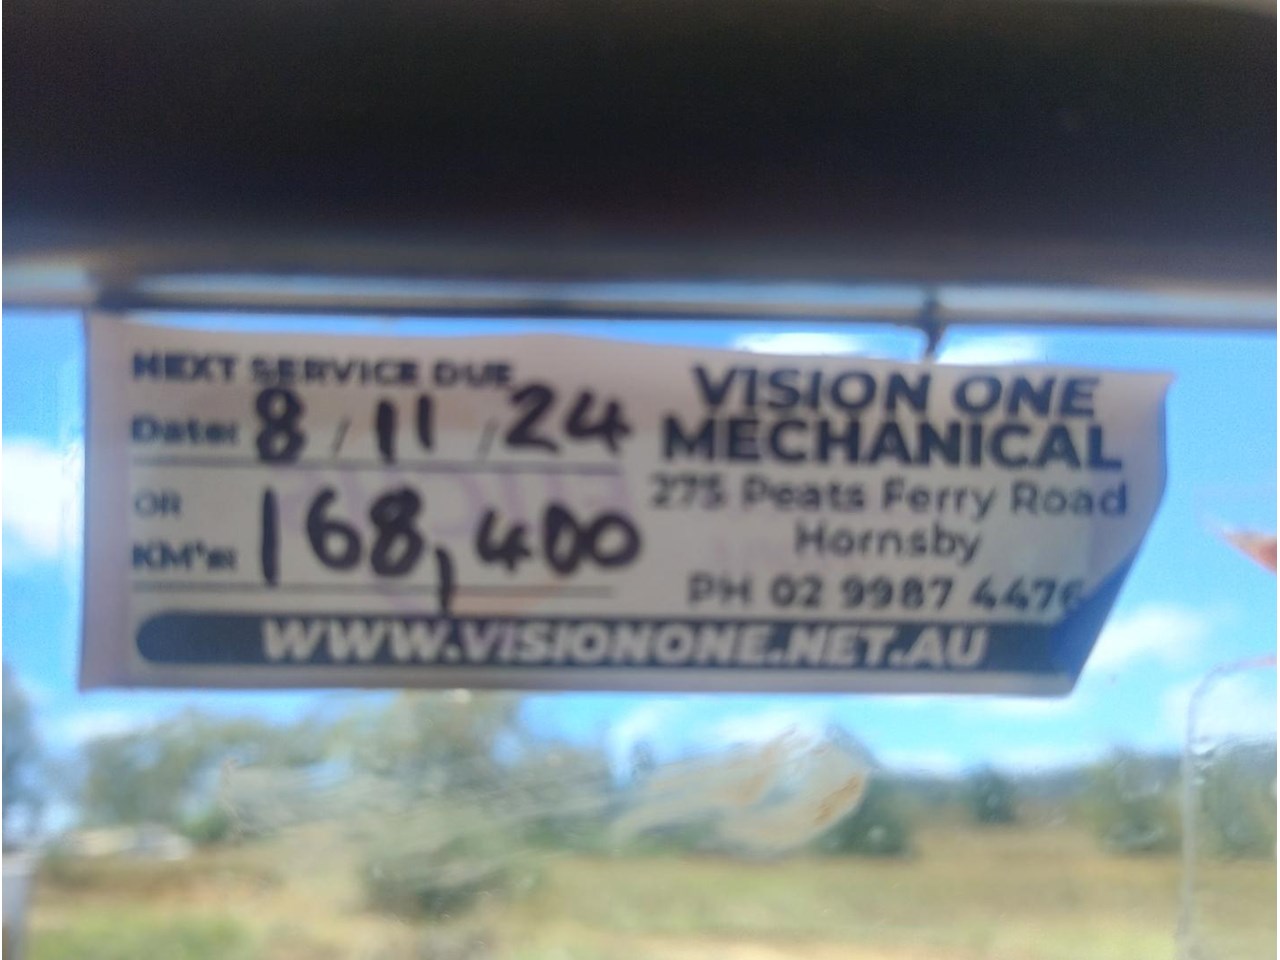 NEXT SERVICE DUE
Date: 8 / 11 / 24
OR
KM's: 168,400
VISION ONE
MECHANICAL
275 Peats Ferry Road
Hornsby
PH 02 9987 4476
WWW.VISIONONE.NET.AU